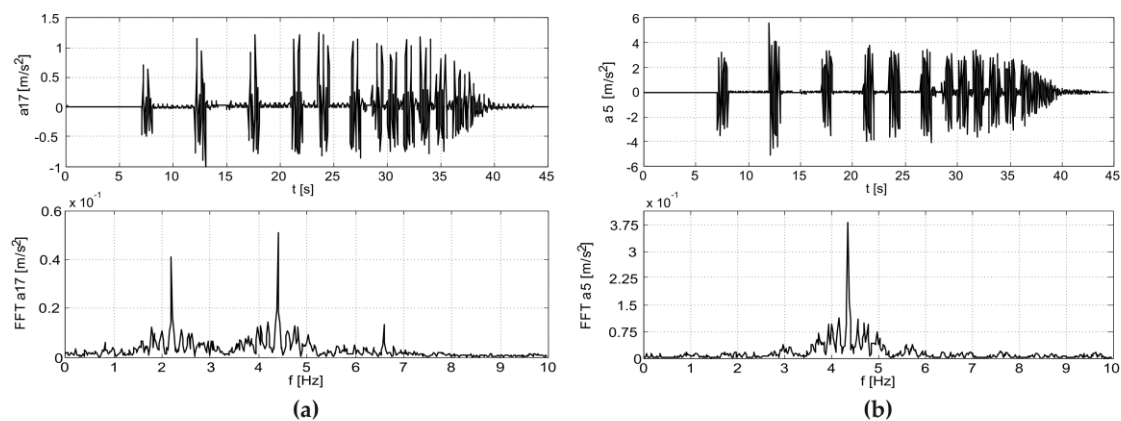 1.5
1
0.5
0
-0.5
-1
a17 [m/s²]
0 5 10 15 20 25 30 35 40 45
t [s]
6
4
2
0
-2
-4
-6
a 5 [m/s²]
0 5 10 15 20 25 30 35 40 45
t [s]
x 10⁻¹
0.6
0.4
0.2
0
FFT a17 [m/s²]
0 1 2 3 4 5 6 7 8 9 10
f [Hz]
(a)
x 10⁻¹
3.75
3
2.25
1.5
0.75
0
FFT a5 [m/s²]
0 1 2 3 4 5 6 7 8 9 10
f [Hz]
(b)